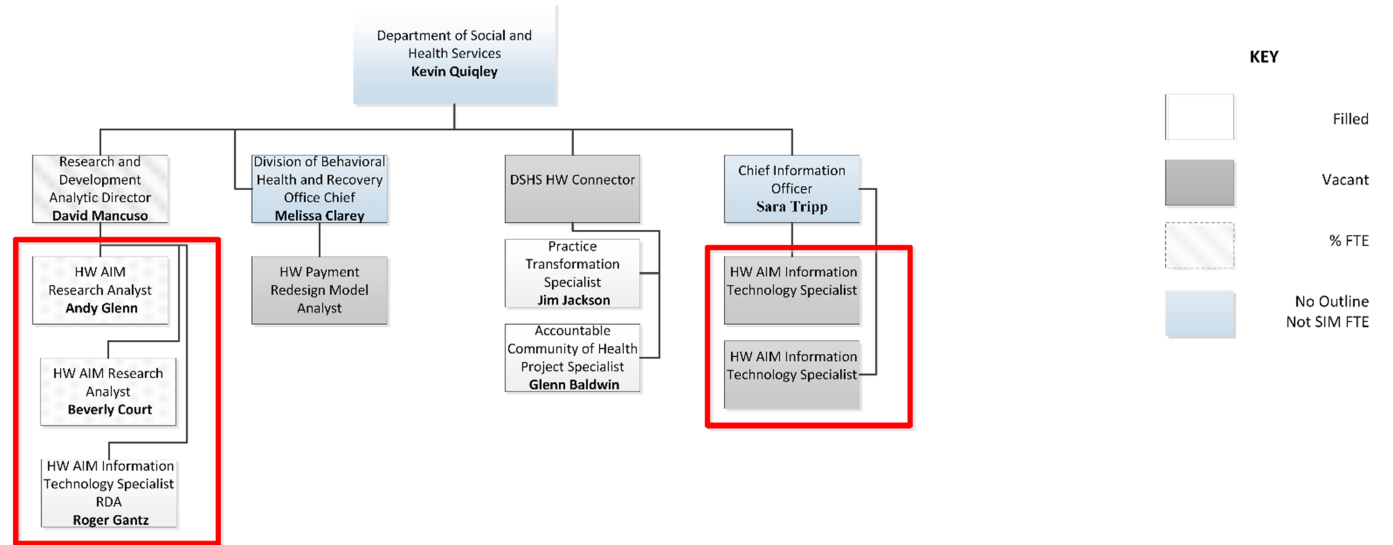 Department of Social and
Health Services
Kevin Quiqley
KEY
Filled
Vacant
% FTE
No Outline
Not SIM FTE
Research and
Development
Analytic Director
David Mancuso
Division of Behavioral
Health and Recovery
Office Chief
Melissa Clarey
DSHS HW Connector
Chief Information
Officer
Sara Tripp
HW AIM
Research Analyst
Andy Glenn
HW AIM Research
Analyst
Beverly Court
HW AIM Information
Technology Specialist
RDA
Roger Gantz
HW Payment
Redesign Model
Analyst
Practice
Transformation
Specialist
Jim Jackson
Accountable
Community of Health
Project Specialist
Glenn Baldwin
HW AIM Information
Technology Specialist
HW AIM Information
Technology Specialist